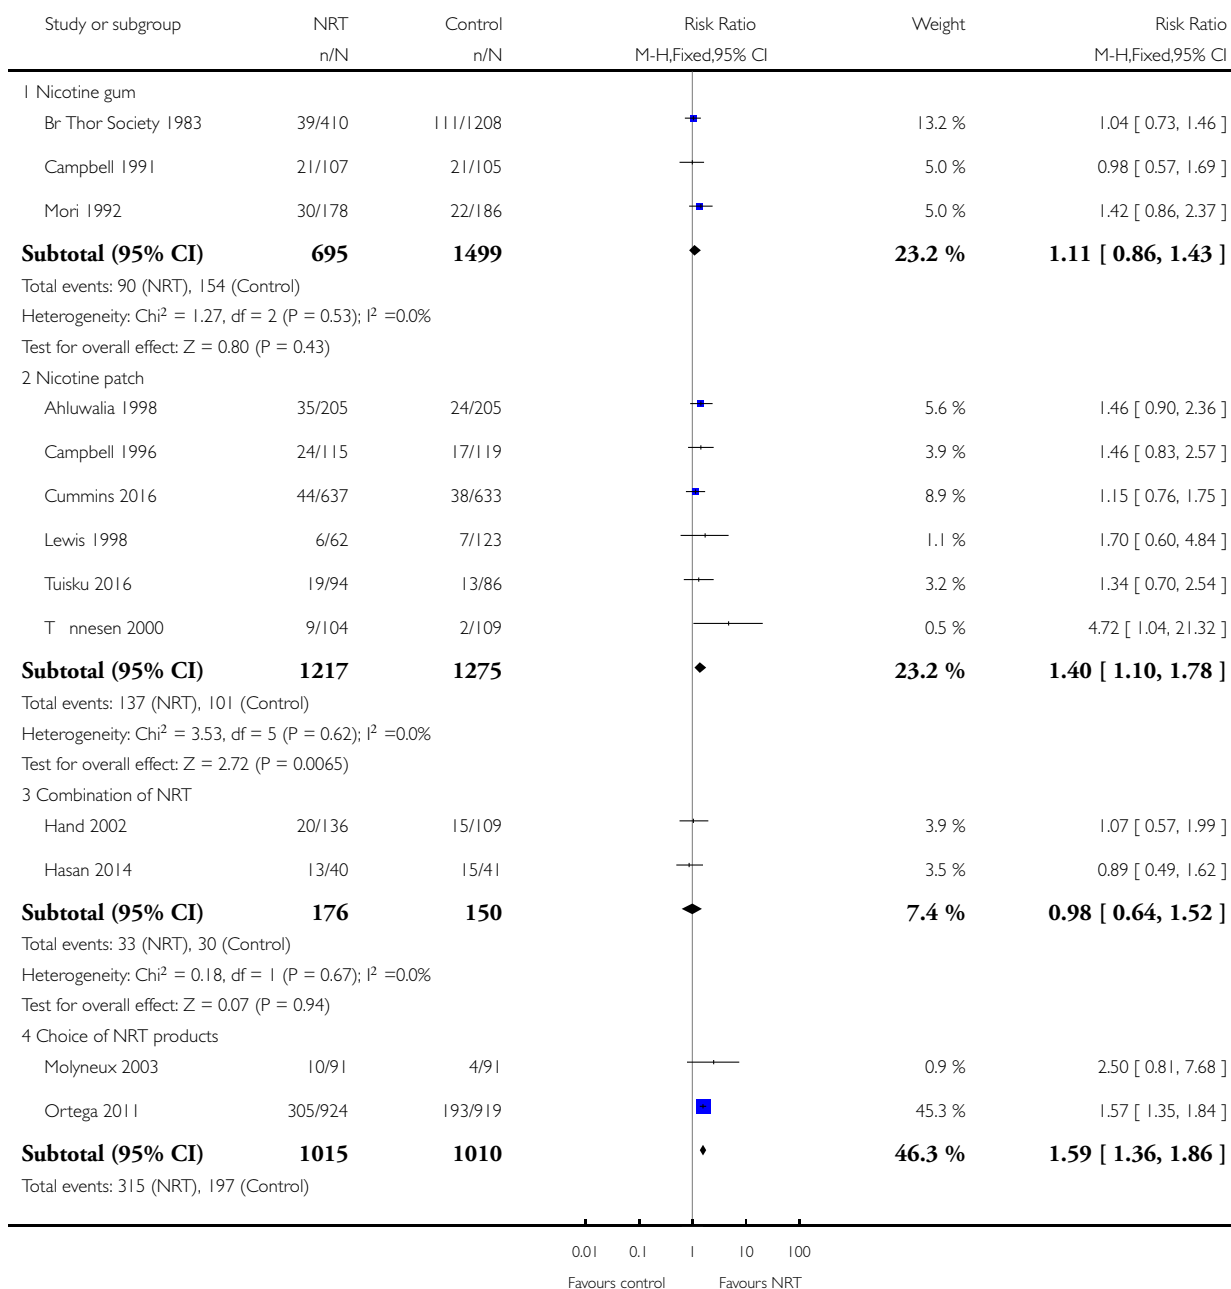 Study or subgroup NRT Control Risk Ratio Weight Risk Ratio
n/N n/N M-H,Fixed,95% CI M-H,Fixed,95% CI
1 Nicotine gum
Br Thor Society 1983 39/410 111/1208 13.2 % 1.04 [ 0.73, 1.46 ]
Campbell 1991 21/107 21/105 5.0 % 0.98 [ 0.57, 1.69 ]
Mori 1992 30/178 22/186 5.0 % 1.42 [ 0.86, 2.37 ]
Subtotal (95% CI) 695 1499 23.2 % 1.11 [ 0.86, 1.43 ]
Total events: 90 (NRT), 154 (Control)
Heterogeneity: Chi² = 1.27, df = 2 (P = 0.53); I² =0.0%
Test for overall effect: Z = 0.80 (P = 0.43)
2 Nicotine patch
Ahluwalia 1998 35/205 24/205 5.6 % 1.46 [ 0.90, 2.36 ]
Campbell 1996 24/115 17/119 3.9 % 1.46 [ 0.83, 2.57 ]
Cummins 2016 44/637 38/633 8.9 % 1.15 [ 0.76, 1.75 ]
Lewis 1998 6/62 7/123 1.1 % 1.70 [ 0.60, 4.84 ]
Tuisku 2016 19/94 13/86 3.2 % 1.34 [ 0.70, 2.54 ]
T nnesen 2000 9/104 2/109 0.5 % 4.72 [ 1.04, 21.32 ]
Subtotal (95% CI) 1217 1275 23.2 % 1.40 [ 1.10, 1.78 ]
Total events: 137 (NRT), 101 (Control)
Heterogeneity: Chi² = 3.53, df = 5 (P = 0.62); I² =0.0%
Test for overall effect: Z = 2.72 (P = 0.0065)
3 Combination of NRT
Hand 2002 20/136 15/109 3.9 % 1.07 [ 0.57, 1.99 ]
Hasan 2014 13/40 15/41 3.5 % 0.89 [ 0.49, 1.62 ]
Subtotal (95% CI) 176 150 7.4 % 0.98 [ 0.64, 1.52 ]
Total events: 33 (NRT), 30 (Control)
Heterogeneity: Chi² = 0.18, df = 1 (P = 0.67); I² =0.0%
Test for overall effect: Z = 0.07 (P = 0.94)
4 Choice of NRT products
Molyneux 2003 10/91 4/91 0.9 % 2.50 [ 0.81, 7.68 ]
Ortega 2011 305/924 193/919 45.3 % 1.57 [ 1.35, 1.84 ]
Subtotal (95% CI) 1015 1010 46.3 % 1.59 [ 1.36, 1.86 ]
Total events: 315 (NRT), 197 (Control)
0.01 0.1 1 10 100
Favours control Favours NRT